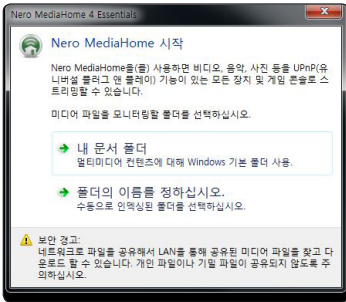 Nero MediaHome 4 Essentials
Nero MediaHome 시작
Nero MediaHome을(를) 사용하면 비디오, 음악, 사진 등을 UPnP(유
니버설 플러그 앤 플레이) 기능이 있는 모든 장치 및 게임 콘솔로 스
트리밍할 수 있습니다.
미디어 파일을 모니터링할 폴더를 선택하십시오.
내 문서 폴더
멀티미디어 컨텐츠에 대해 Windows 기본 폴더 사용.
폴더의 이름를 정하십시오.
수동으로 인덱싱된 폴더를 선택하십시오.
보안 경고:
네트워크로 파일을 공유해서 LAN을 통해 공유된 미디어 파일을 찾고 다
운로드 할 수 있습니다. 개인 파일이나 기밀 파일이 공유되지 않도록 주
의하십시오.